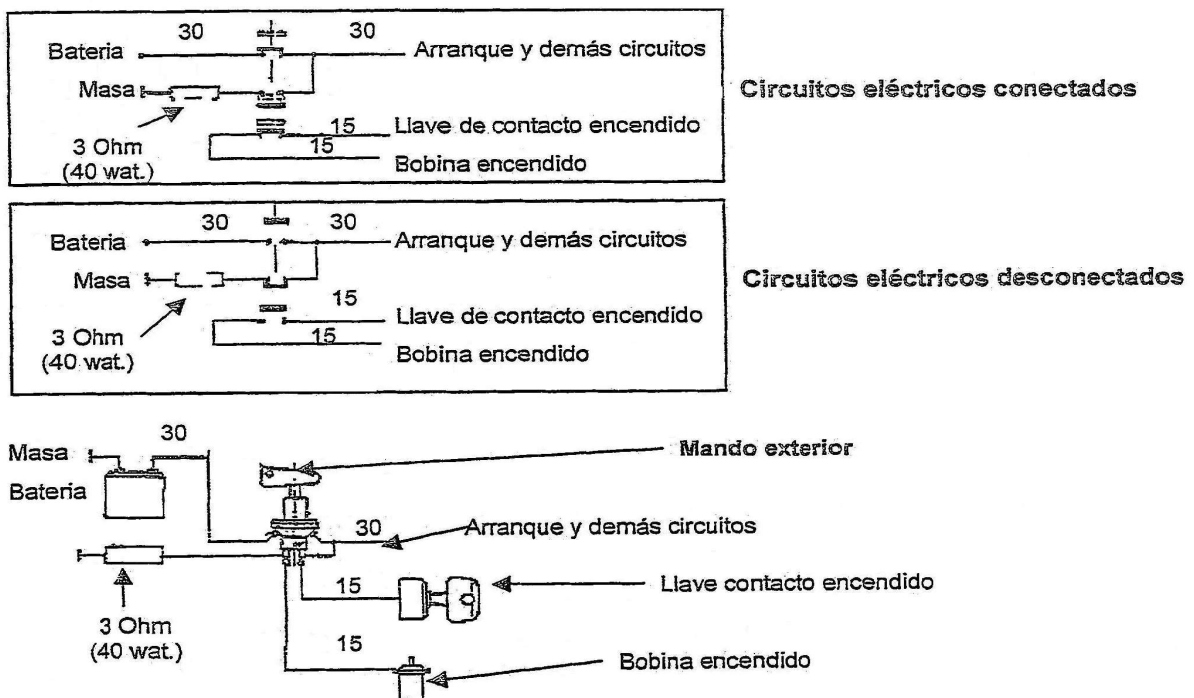 30 30
Bateria Arranque y demás circuitos
Masa
Circuitos eléctricos conectados
15 Llave de contacto encendido
3 Ohm 15
(40 wat.) Bobina encendido
30 30
Bateria Arranque y demás circuitos
Masa
Circuitos eléctricos desconectados
15
Llave de contacto encendido
3 Ohm 15
(40 wat.) Bobina encendido
30
Masa Mando exterior
Bateria
30 Arranque y demás circuitos
15 Llave contacto encendido
3 Ohm
(40 wat.) 15
Bobina encendido